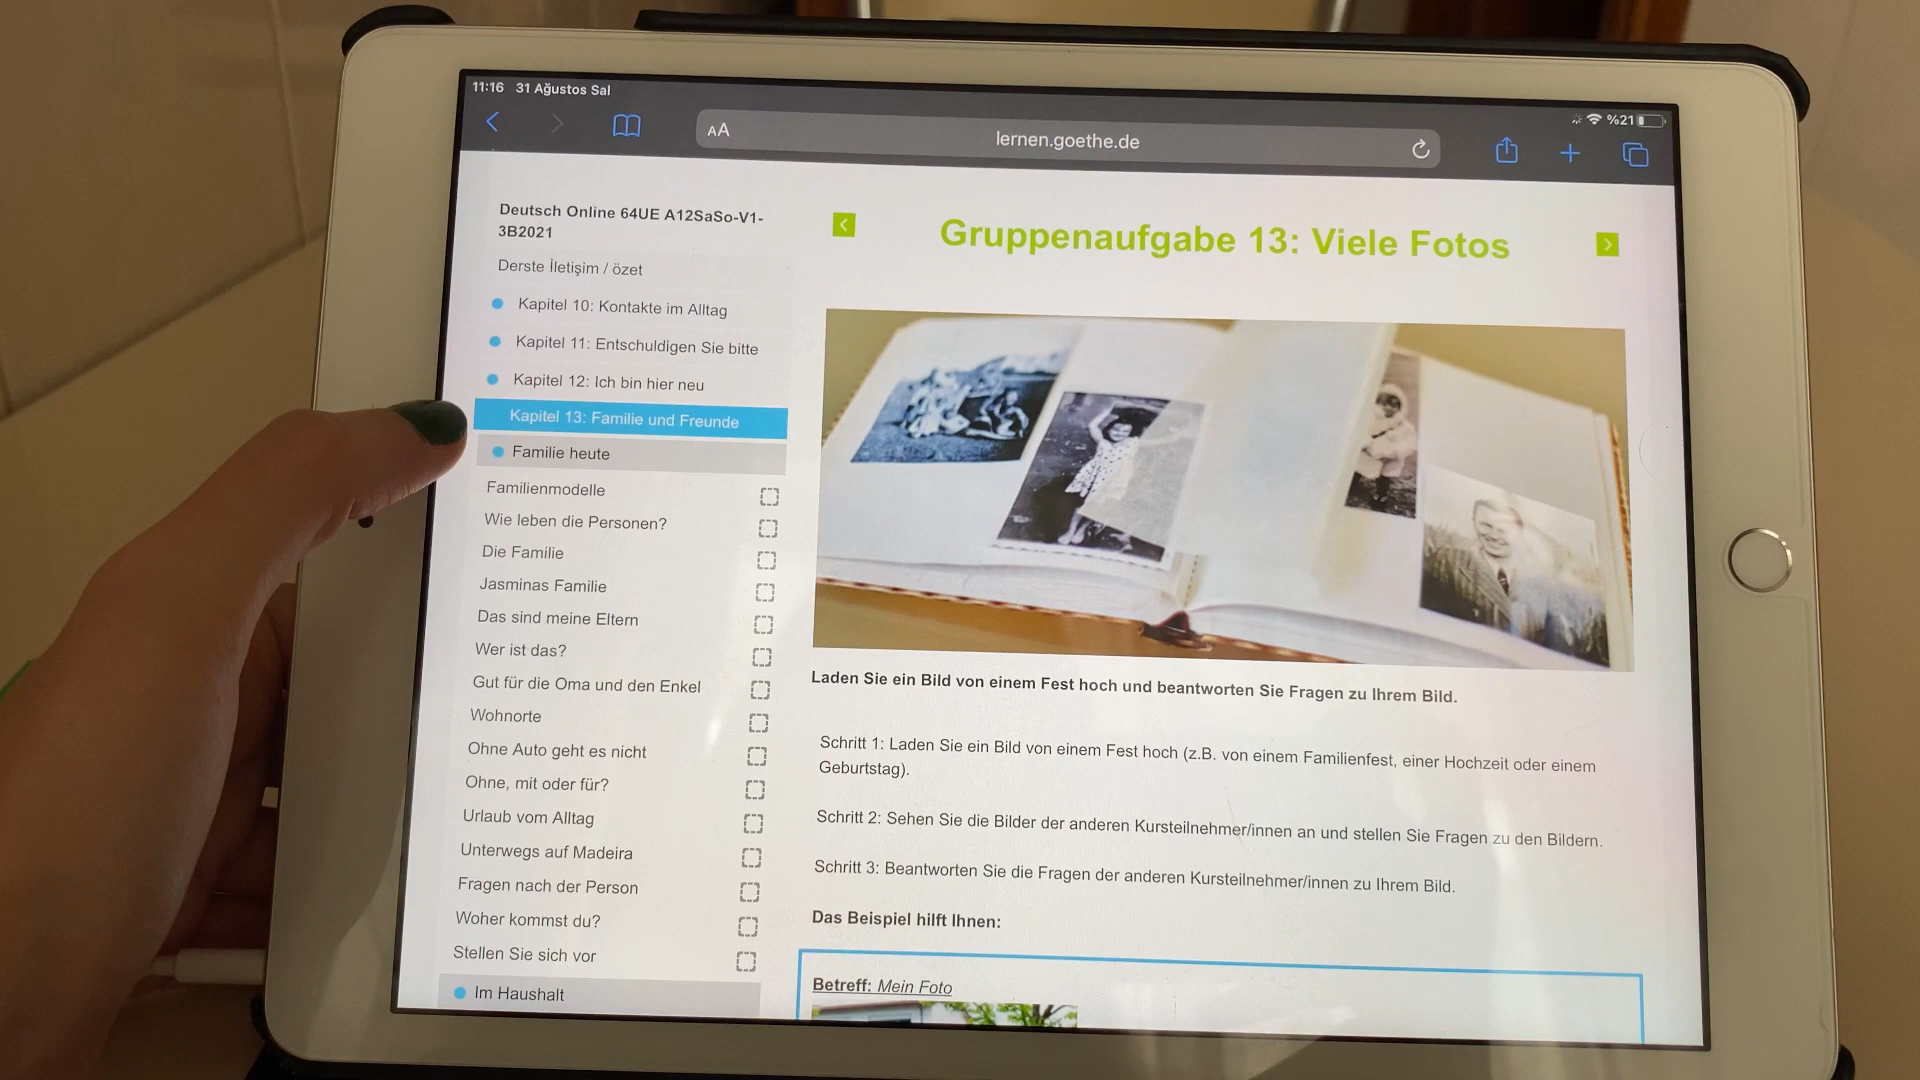 11:16 31 Ağustos Sal
%21
AA
lernen.goethe.de
Deutsch Online 64UE A12SaSo-V1-
3B2021
Derste İletişim / özet
Kapitel 10: Kontakte im Alltag
Kapitel 11: Entschuldigen Sie bitte
Kapitel 12: Ich bin hier neu
Kapitel 13: Familie und Freunde
Familie heute
Familienmodelle
Wie leben die Personen?
Die Familie
Jasminas Familie
Das sind meine Eltern
Wer ist das?
Gut für die Oma und den Enkel
Wohnorte
Ohne Auto geht es nicht
Ohne, mit oder für?
Urlaub vom Alltag
Unterwegs auf Madeira
Fragen nach der Person
Woher kommst du?
Stellen Sie sich vor
Im Haushalt
Gruppenaufgabe 13: Viele Fotos
Laden Sie ein Bild von einem Fest hoch und beantworten Sie Fragen zu Ihrem Bild.
Schritt 1: Laden Sie ein Bild von einem Fest hoch (z.B. von einem Familienfest, einer Hochzeit oder einem
Geburtstag).
Schritt 2: Sehen Sie die Bilder der anderen Kursteilnehmer/innen an und stellen Sie Fragen zu den Bildern.
Schritt 3: Beantworten Sie die Fragen der anderen Kursteilnehmer/innen zu Ihrem Bild.
Das Beispiel hilft Ihnen:
Betreff: Mein Foto